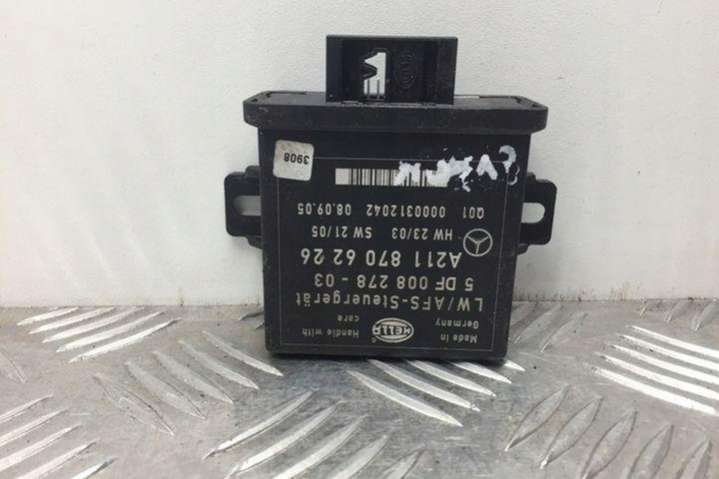 Made in
Germany
HELLA
Handle with
care
LW/AFS-Steuergerät
5 DF 008 278 - 03
A211 870 62 26
HW 23/03 SW 21/05
Q01 0000312042 08.09.05
3908